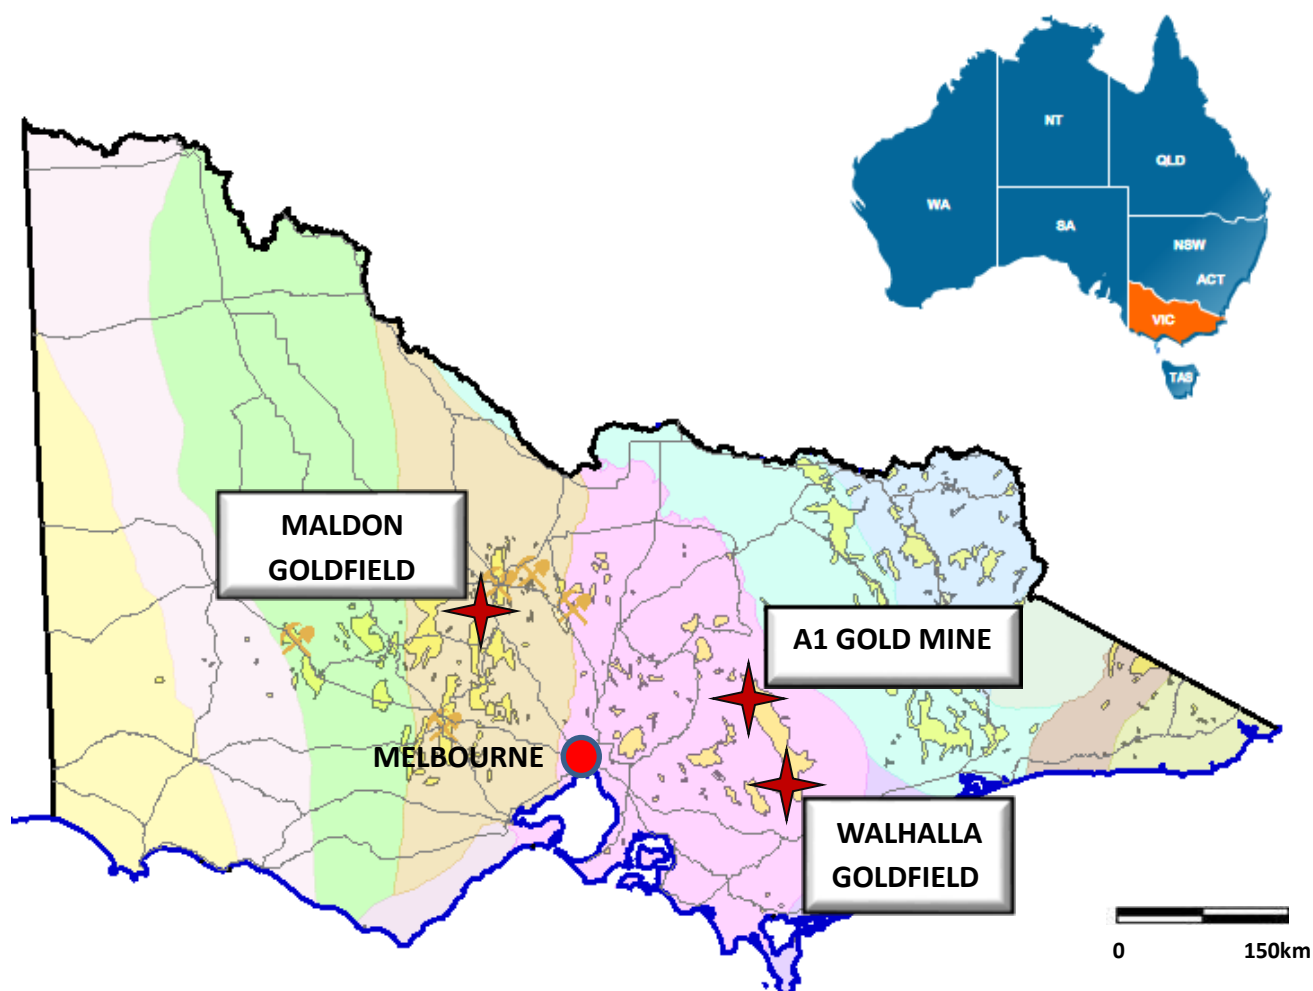 NT
QLD
WA
SA
NSW
ACT
VIC
TAS
MALDON
GOLDFIELD
A1 GOLD MINE
MELBOURNE
WALHALLA
GOLDFIELD
0 150km